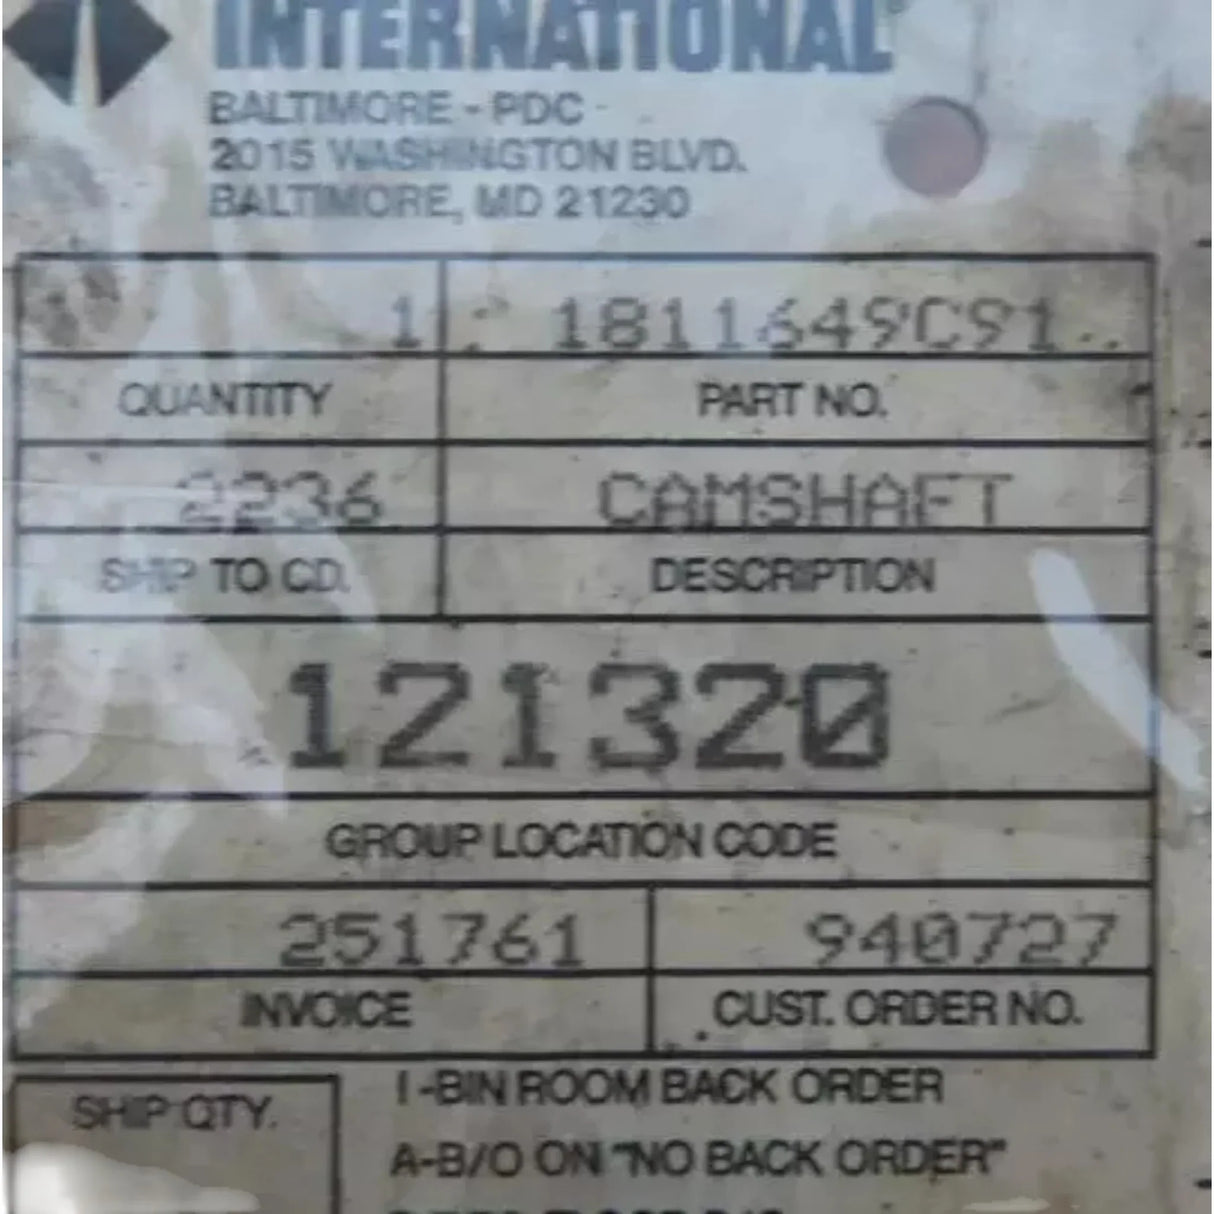 INTERNATIONAL
BALTIMORE - PDC
2015 WASHINGTON BLVD.
BALTIMORE, MD 21230
1 1811649C91
QUANTITY PART NO.
2236 CAMSHAFT
SHIP TO CD. DESCRIPTION
121320
GROUP LOCATION CODE
251761 940727
INVOICE CUST. ORDER NO.
SHIP QTY. I -BIN ROOM BACK ORDER
A-B/O ON "NO BACK ORDER"